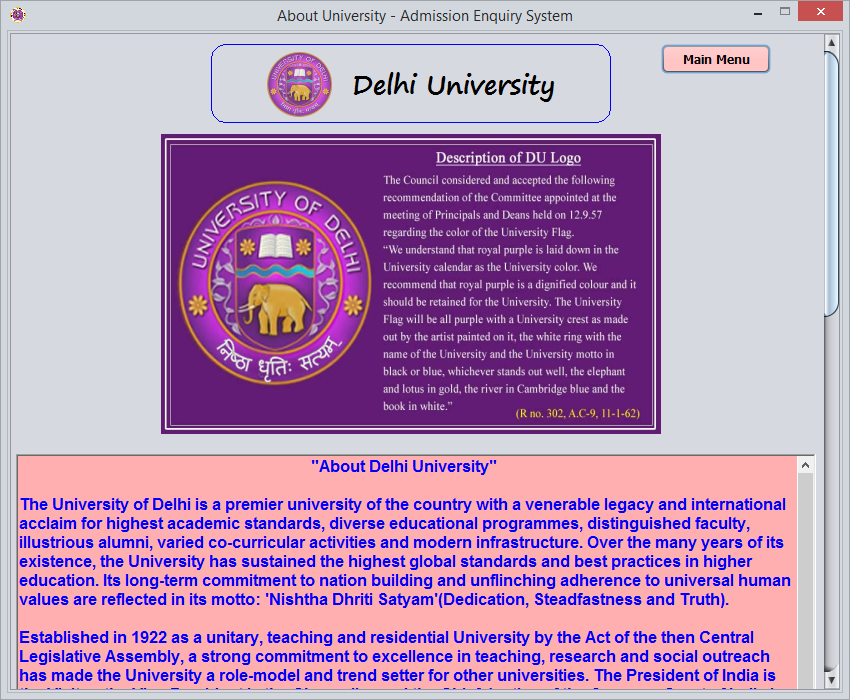 About University - Admission Enquiry System
Delhi University
Main Menu
UNIVERSITY OF DELHI
निष्ठा धृतिः सत्यम्
Description of DU Logo
The Council considered and accepted the following
recommendation of the Committee appointed at the
meeting of Principals and Deans held on 12.9.57
regarding the color of the University Flag.
“We understand that royal purple is laid down in the
University calendar as the University color. We
recommend that royal purple is a dignified colour and it
should be retained for the University. The University
Flag will be all purple with a University crest as made
out by the artist painted on it, the white ring with the
name of the University and the University motto in
black or blue, whichever stands out well, the elephant
and lotus in gold, the river in Cambridge blue and the
book in white.”
(R no. 302, A.C-9, 11-1-62)
"About Delhi University"
The University of Delhi is a premier university of the country with a venerable legacy and international
acclaim for highest academic standards, diverse educational programmes, distinguished faculty,
illustrious alumni, varied co-curricular activities and modern infrastructure. Over the many years of its
existence, the University has sustained the highest global standards and best practices in higher
education. Its long-term commitment to nation building and unflinching adherence to universal human
values are reflected in its motto: 'Nishtha Dhriti Satyam'(Dedication, Steadfastness and Truth).
Established in 1922 as a unitary, teaching and residential University by the Act of the then Central
Legislative Assembly, a strong commitment to excellence in teaching, research and social outreach
has made the University a role-model and trend setter for other universities. The President of India is